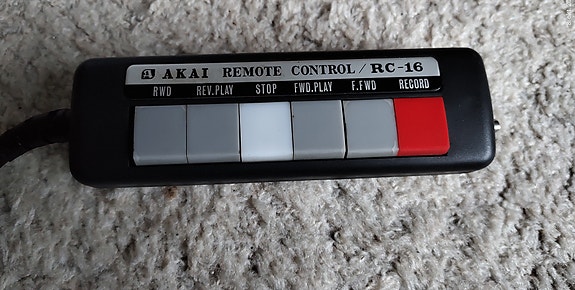 AKAI REMOTE CONTROL / RC-16
RWD REV.PLAY STOP FWD.PLAY F.FWD RECORD